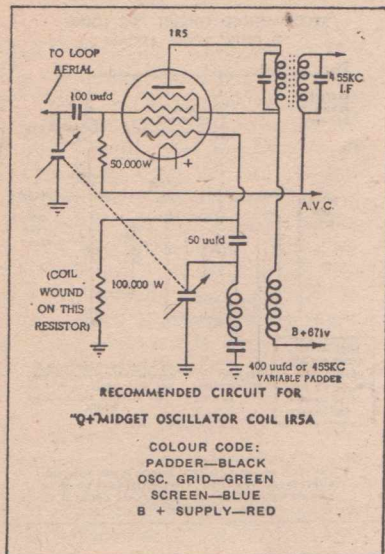 1R5
TO LOOP
AERIAL
100 uufd
455KC
I.F
50,000W
+
A.V.C.
50 uufd
(COIL
WOUND
ON THIS
RESISTOR)
100,000 W
B+67½v
400 uufd or 455KC
VARIABLE PADDER
RECOMMENDED CIRCUIT FOR
"Q+"MIDGET OSCILLATOR COIL IR5A
COLOUR CODE:
PADDER—BLACK
OSC. GRID—GREEN
SCREEN—BLUE
B + SUPPLY—RED